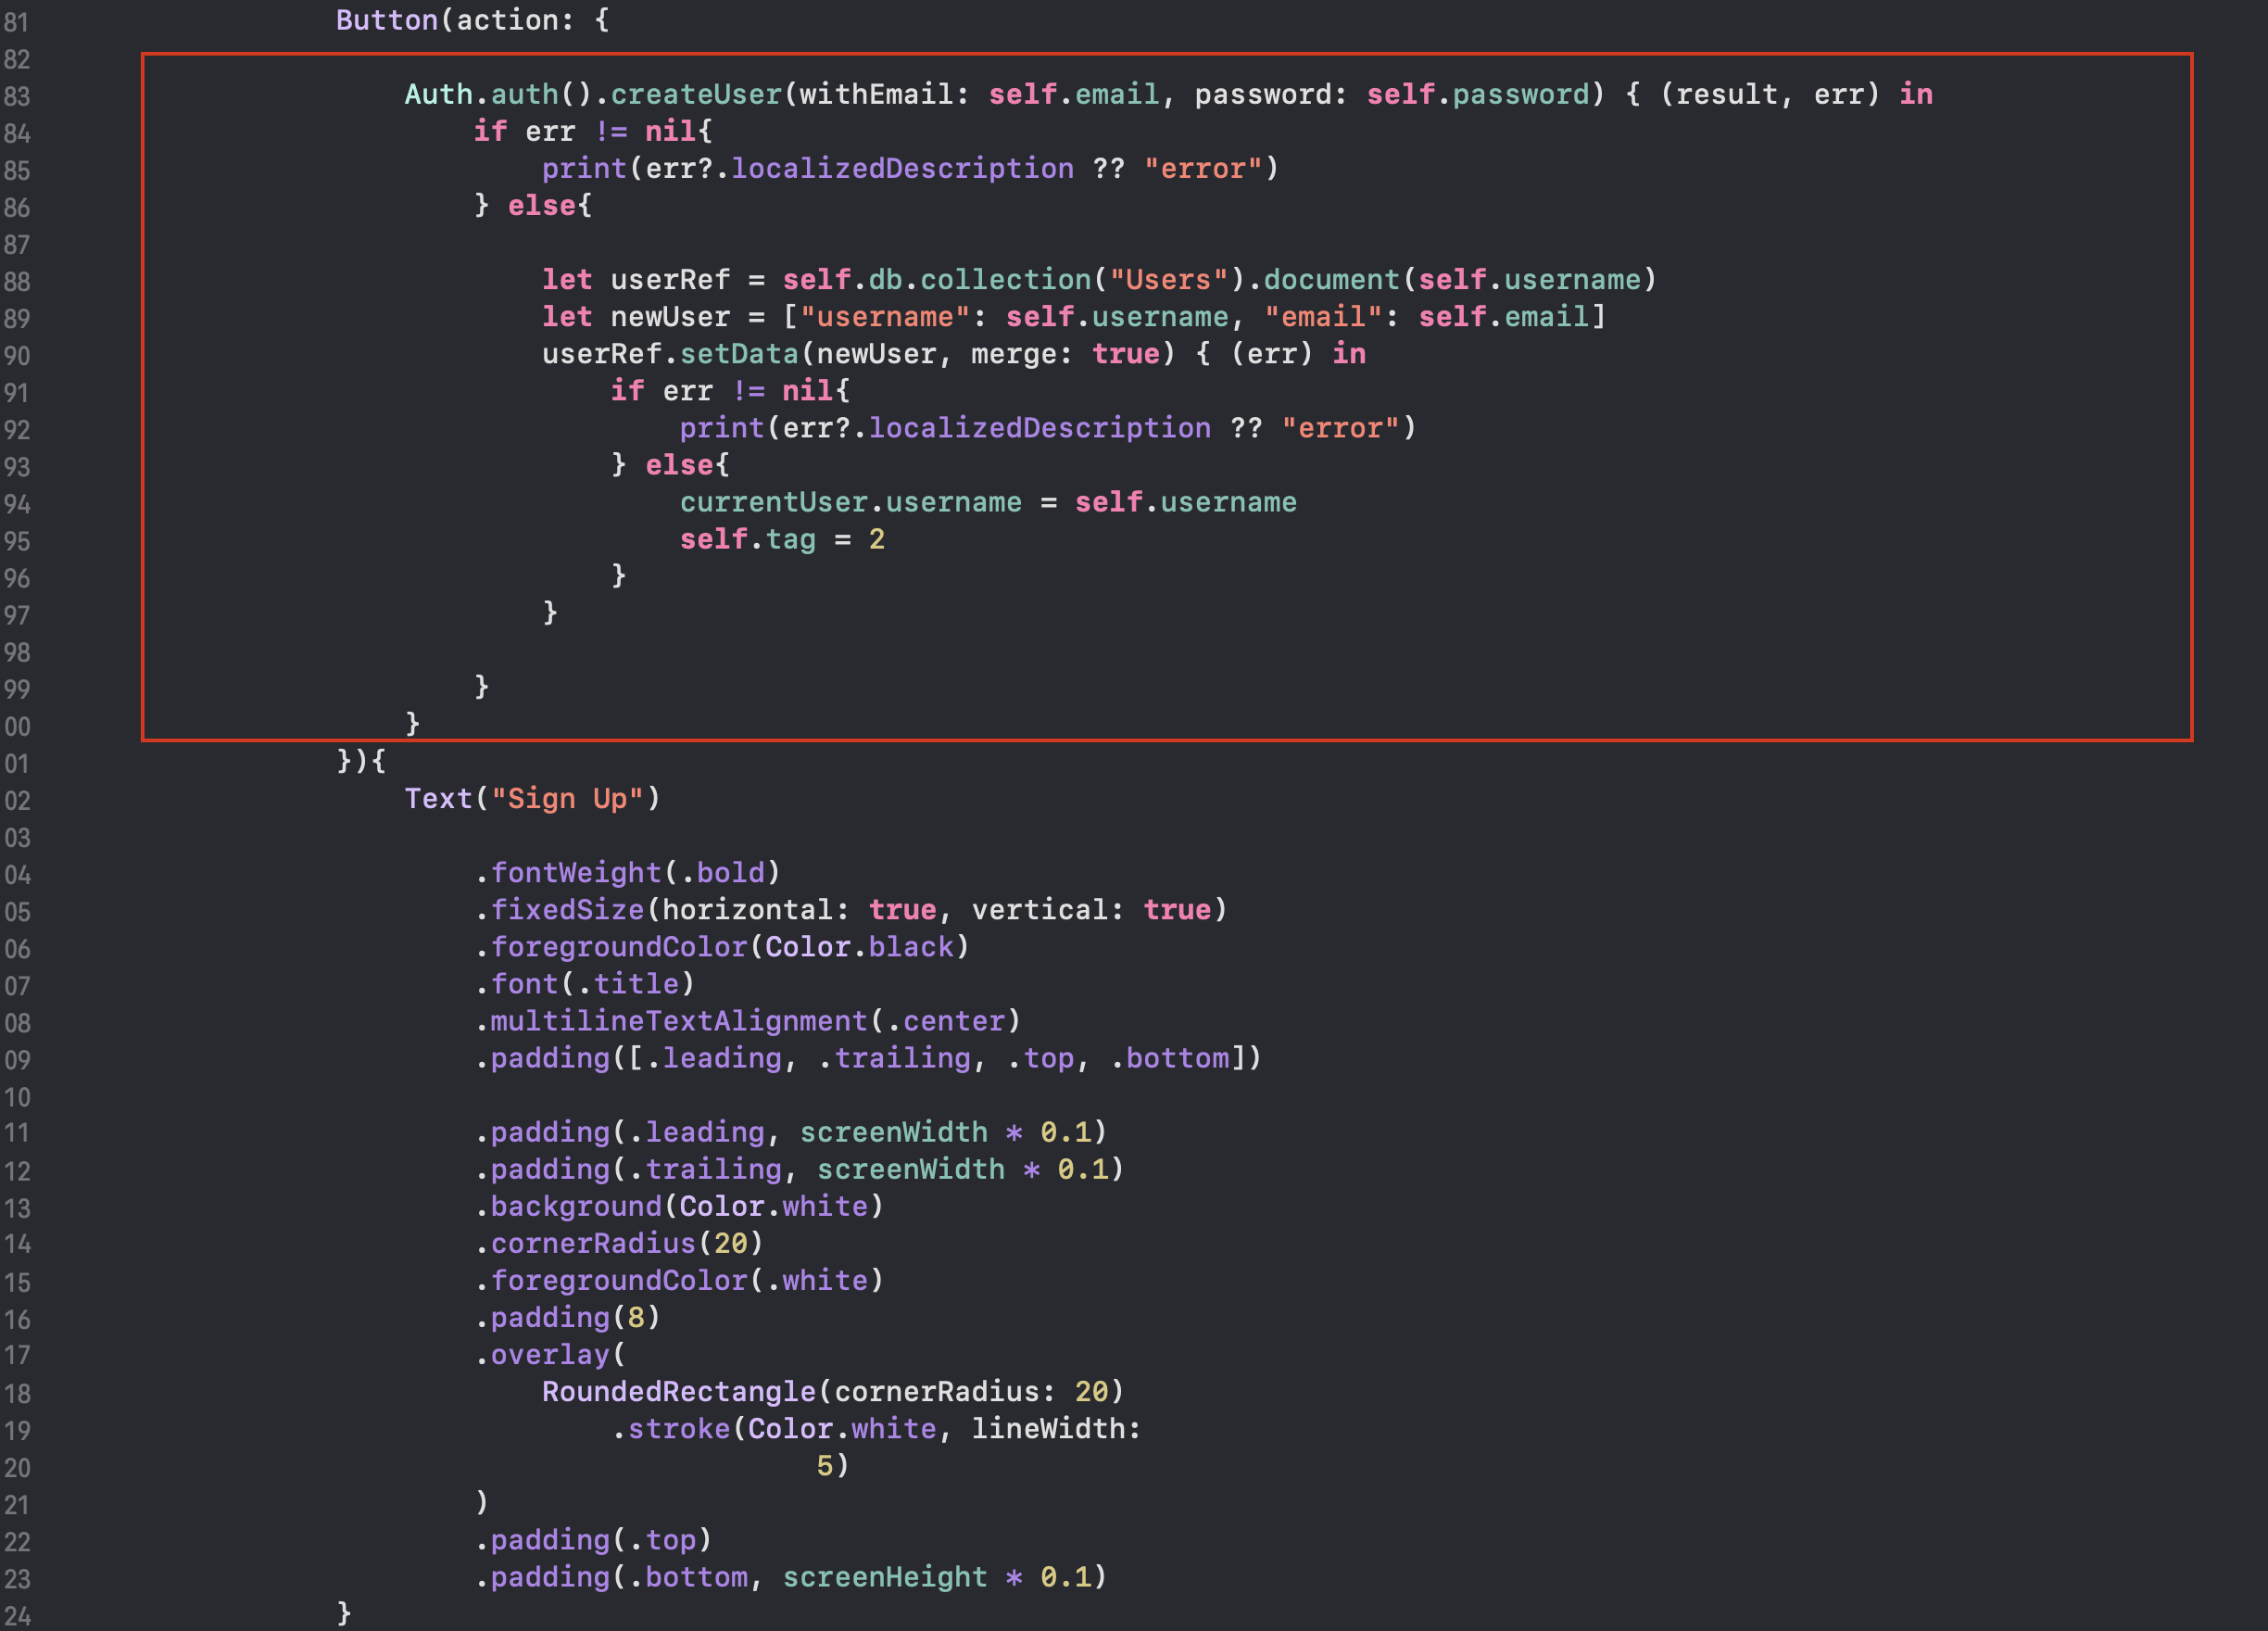 81 Button(action: {
82
83 Auth.auth().createUser(withEmail: self.email, password: self.password) { (result, err) in
84 if err != nil{
85 print(err?.localizedDescription ?? "error")
86 } else{
87
88 let userRef = self.db.collection("Users").document(self.username)
89 let newUser = ["username": self.username, "email": self.email]
90 userRef.setData(newUser, merge: true) { (err) in
91 if err != nil{
92 print(err?.localizedDescription ?? "error")
93 } else{
94 currentUser.username = self.username
95 self.tag = 2
96 }
97 }
98
99 }
00 }
01 }){
02 Text("Sign Up")
03
04 .fontWeight(.bold)
05 .fixedSize(horizontal: true, vertical: true)
06 .foregroundColor(Color.black)
07 .font(.title)
08 .multilineTextAlignment(.center)
09 .padding([.leading, .trailing, .top, .bottom])
10
11 .padding(.leading, screenWidth * 0.1)
12 .padding(.trailing, screenWidth * 0.1)
13 .background(Color.white)
14 .cornerRadius(20)
15 .foregroundColor(.white)
16 .padding(8)
17 .overlay(
18 RoundedRectangle(cornerRadius: 20)
19 .stroke(Color.white, lineWidth:
20 5)
21 )
22 .padding(.top)
23 .padding(.bottom, screenHeight * 0.1)
24 }